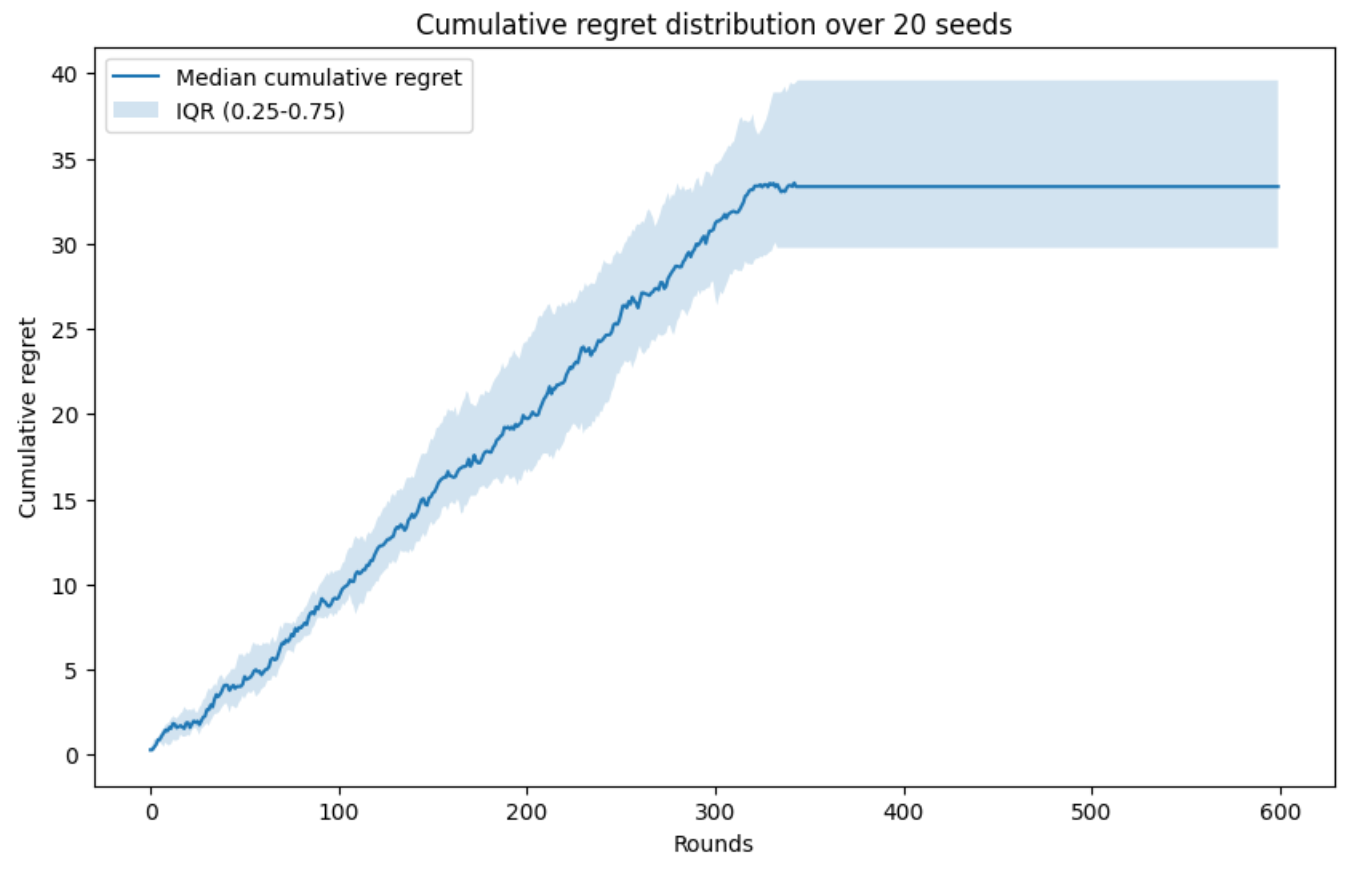 Cumulative regret distribution over 20 seeds
Median cumulative regret
IQR (0.25-0.75)
40
35
30
25
20
15
10
5
0
Cumulative regret
0 100 200 300 400 500 600
Rounds